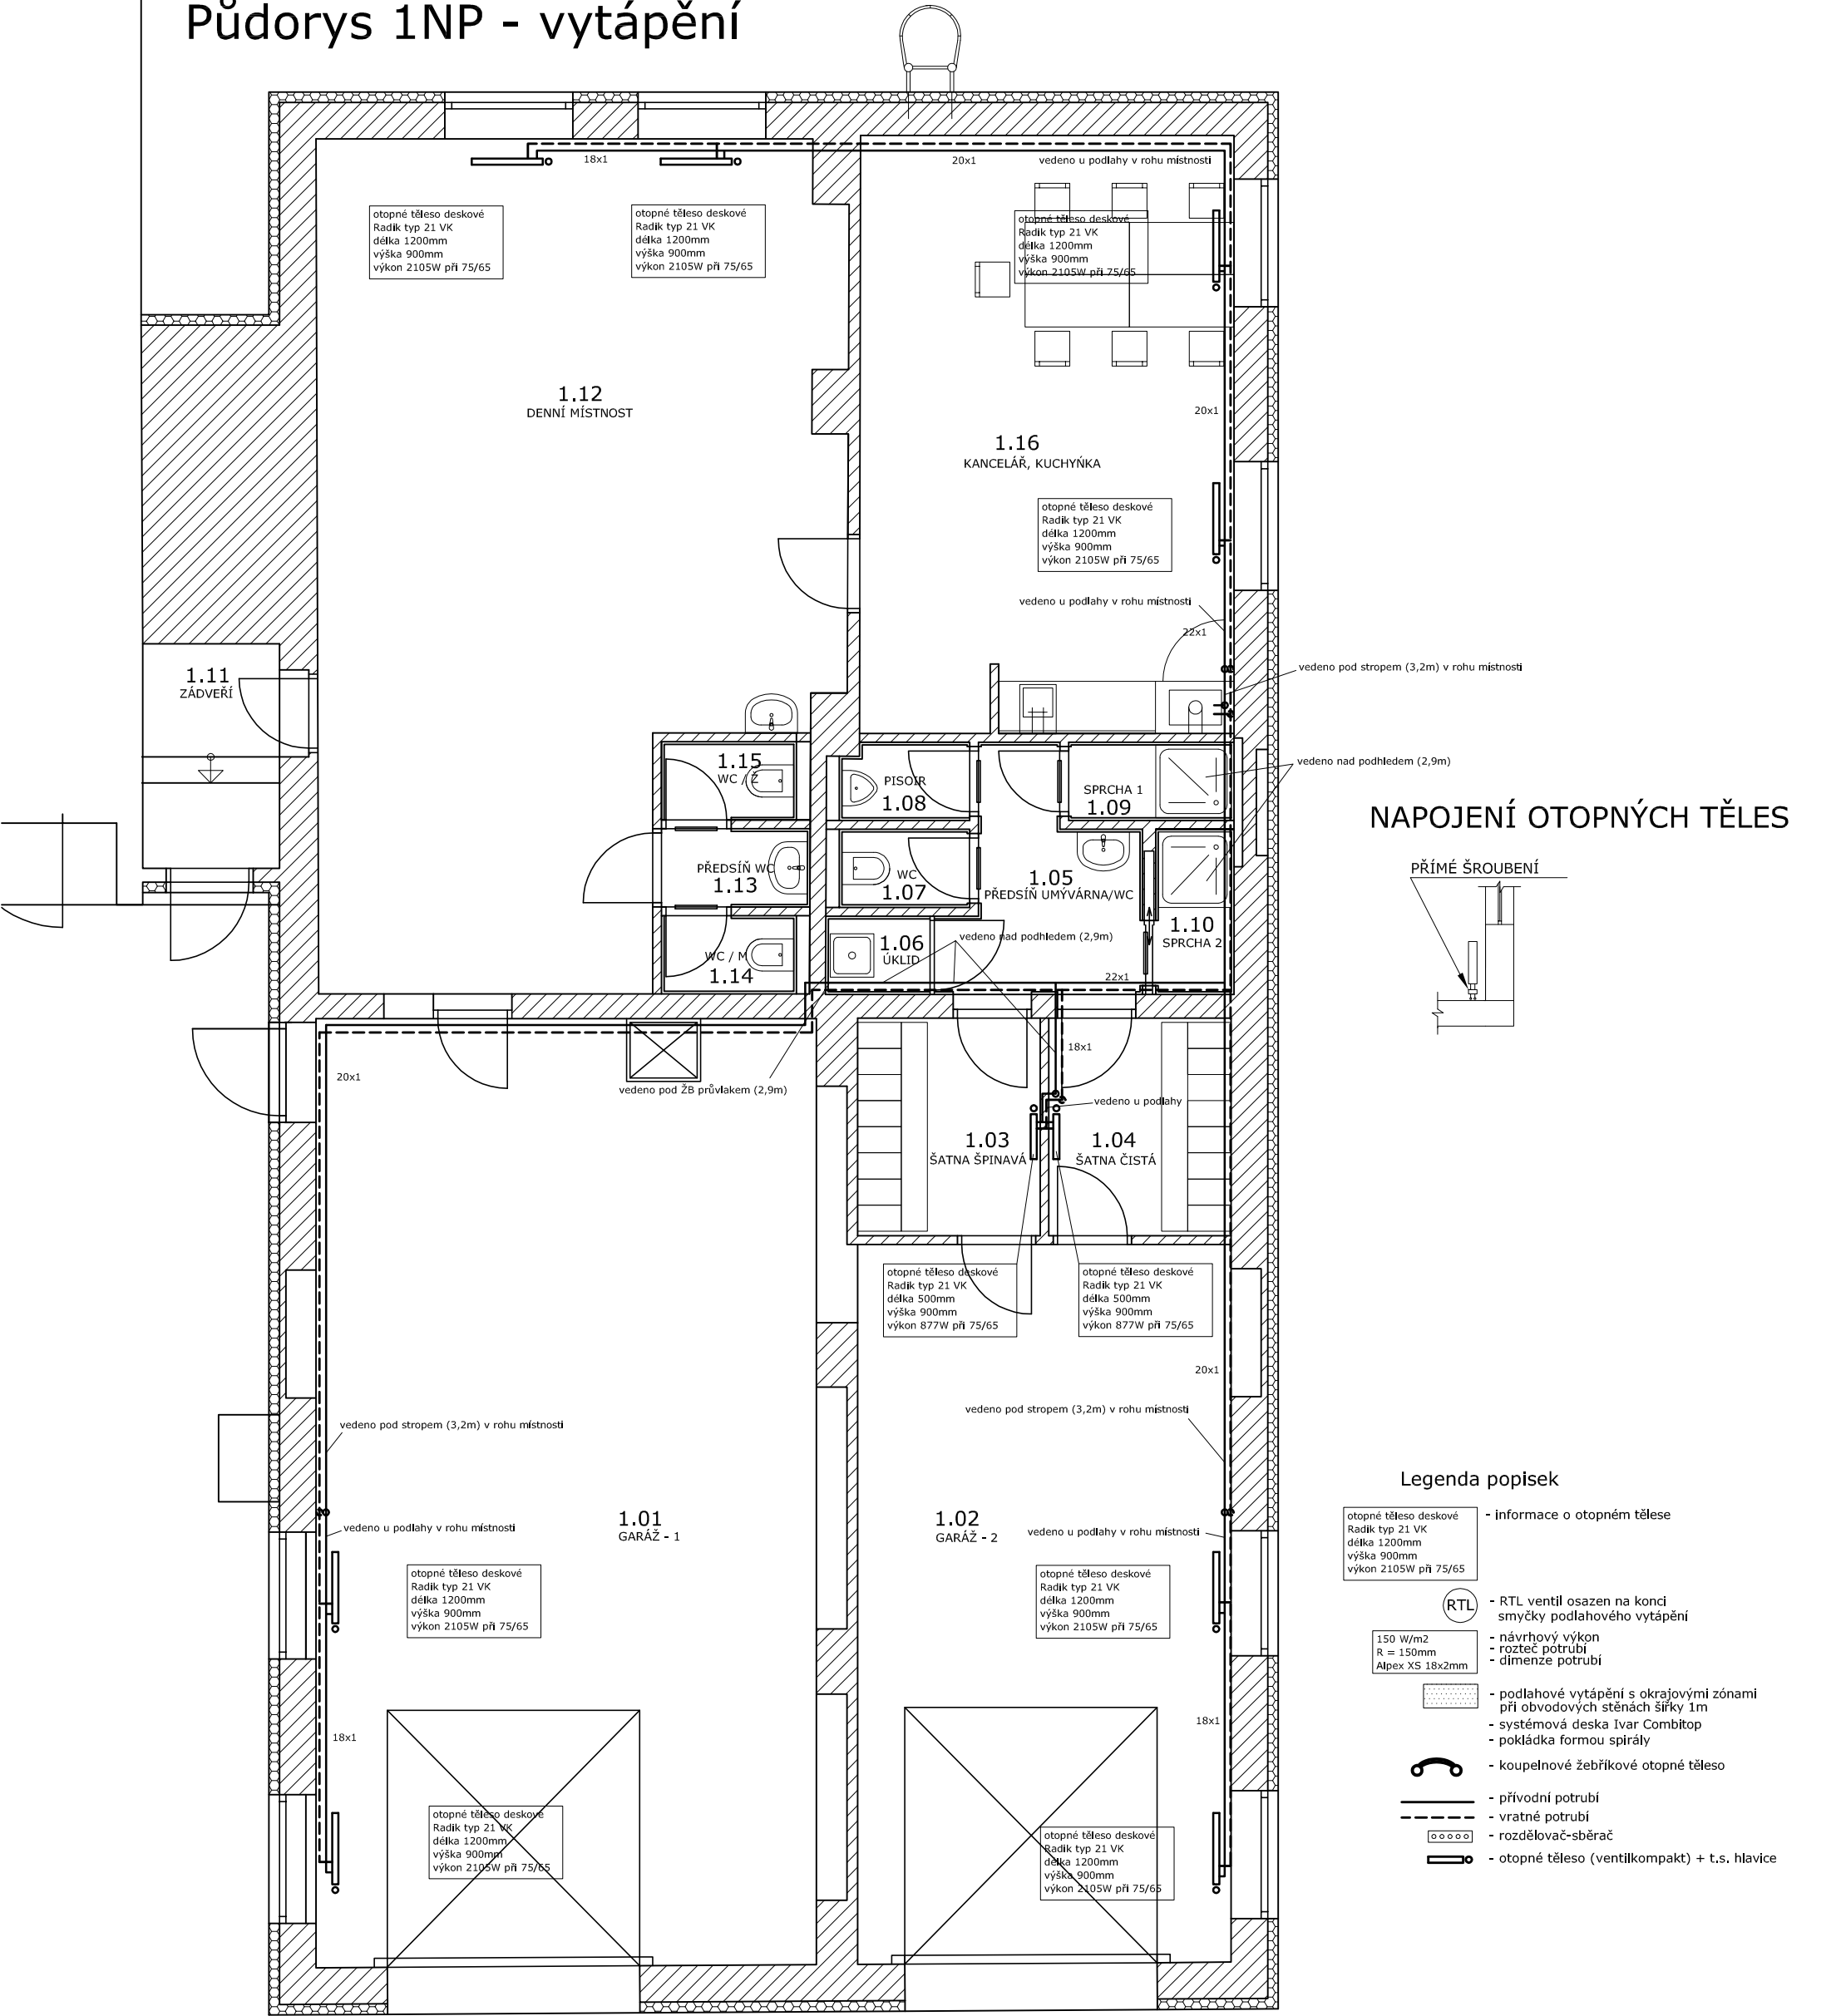 Půdorys 1NP - vytápění
18x1
20x1
vedeno u podlahy v rohu místnosti
otopné těleso deskové
Radik typ 21 VK
délka 1200mm
výška 900mm
výkon 2105W při 75/65
otopné těleso deskové
Radik typ 21 VK
délka 1200mm
výška 900mm
výkon 2105W při 75/65
otopné těleso deskové
Radik typ 21 VK
délka 1200mm
výška 900mm
výkon 2105W při 75/65
1.12
DENNÍ MÍSTNOST
20x1
1.16
KANCELÁŘ, KUCHYŇKA
otopné těleso deskové
Radik typ 21 VK
délka 1200mm
výška 900mm
výkon 2105W při 75/65
vedeno u podlahy v rohu místnosti
22x1
vedeno pod stropem (3,2m) v rohu místnosti
1.11
ZÁDVEŘÍ
1.15
WC / Ž
PISOIR
1.08
SPRCHA 1
1.09
vedeno nad podhledem (2,9m)
NAPOJENÍ OTOPNÝCH TĚLES
PŘÍMÉ ŠROUBENÍ
PŘEDSÍŇ WC
1.13
WC
1.07
1.05
PŘEDSÍŇ UMÝVÁRNA/WC
1.10
SPRCHA 2
1.06
ÚKLID
vedeno nad podhledem (2,9m)
WC / M
1.14
22x1
18x1
20x1
vedeno pod ŽB průvlakem (2,9m)
vedeno u podlahy
1.03
ŠATNA ŠPINAVÁ
1.04
ŠATNA ČISTÁ
otopné těleso deskové
Radik typ 21 VK
délka 500mm
výška 900mm
výkon 877W při 75/65
otopné těleso deskové
Radik typ 21 VK
délka 500mm
výška 900mm
výkon 877W při 75/65
20x1
vedeno pod stropem (3,2m) v rohu místnosti
vedeno pod stropem (3,2m) v rohu místnosti
1.01
GARÁŽ - 1
1.02
GARÁŽ - 2
vedeno u podlahy v rohu místnosti
vedeno u podlahy v rohu místnosti
otopné těleso deskové
Radik typ 21 VK
délka 1200mm
výška 900mm
výkon 2105W při 75/65
otopné těleso deskové
Radik typ 21 VK
délka 1200mm
výška 900mm
výkon 2105W při 75/65
18x1
18x1
otopné těleso deskové
Radik typ 21 VK
délka 1200mm
výška 900mm
výkon 2105W při 75/65
otopné těleso deskové
Radik typ 21 VK
délka 1200mm
výška 900mm
výkon 2105W při 75/65
Legenda popisek
otopné těleso deskové
Radik typ 21 VK
délka 1200mm
výška 900mm
výkon 2105W při 75/65
- informace o otopném tělese
RTL
- RTL ventil osazen na konci
smyčky podlahového vytápění
150 W/m2
R = 150mm
Alpex XS 18x2mm
- návrhový výkon
- rozteč potrubí
- dimenze potrubí
- podlahové vytápění s okrajovými zónami
při obvodových stěnách šířky 1m
- systémová deska Ivar Combitop
- pokládka formou spirály
- koupelnové žebříkové otopné těleso
- přívodní potrubí
- vratné potrubí
- rozdělovač-sběrač
- otopné těleso (ventilkompakt) + t.s. hlavice